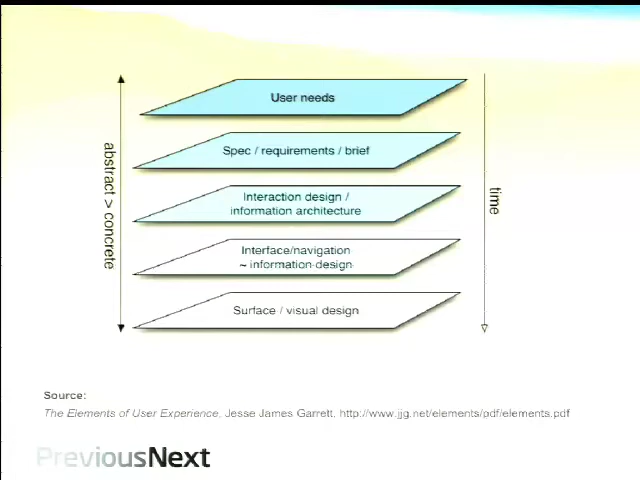 User needs
Spec / requirements / brief
Interaction design /
information architecture
Interface/navigation
~ information design
Surface / visual design
abstract > concrete
time
Source:
The Elements of User Experience, Jesse James Garrett, http://www.jjg.net/elements/pdf/elements.pdf
PreviousNext